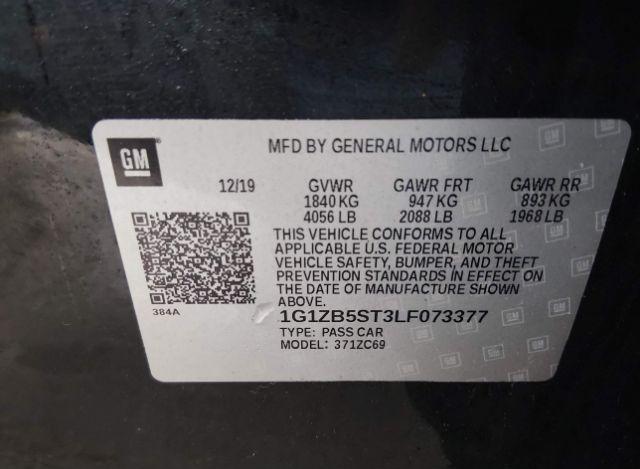 GM
MFD BY GENERAL MOTORS LLC
12/19 GVWR GAWR FRT GAWR RR
1840 KG 947 KG 893 KG
4056 LB 2088 LB 1968 LB
THIS VEHICLE CONFORMS TO ALL
APPLICABLE U.S. FEDERAL MOTOR
VEHICLE SAFETY, BUMPER, AND THEFT
PREVENTION STANDARDS IN EFFECT ON
THE DATE OF MANUFACTURE SHOWN
ABOVE.
384A
1G1ZB5ST3LF073377
TYPE: PASS CAR
MODEL: 371ZC69